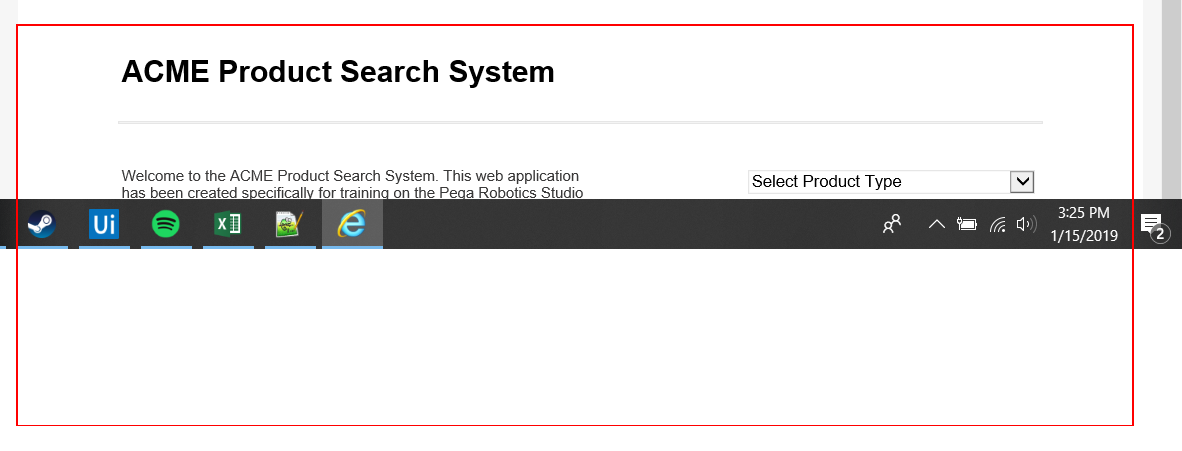 ACME Product Search System
Welcome to the ACME Product Search System. This web application
has been created specifically for training on the Pega Robotics Studio
Select Product Type
Ui
X
3:25 PM
1/15/2019
2